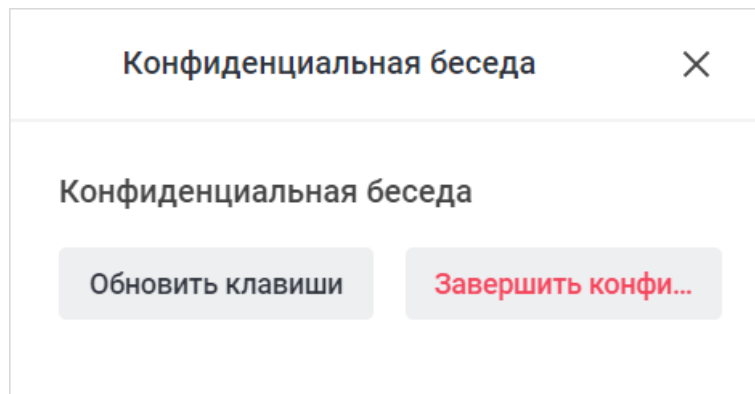 Конфиденциальная беседа
Конфиденциальная беседа
Обновить клавиши
Завершить конфи...